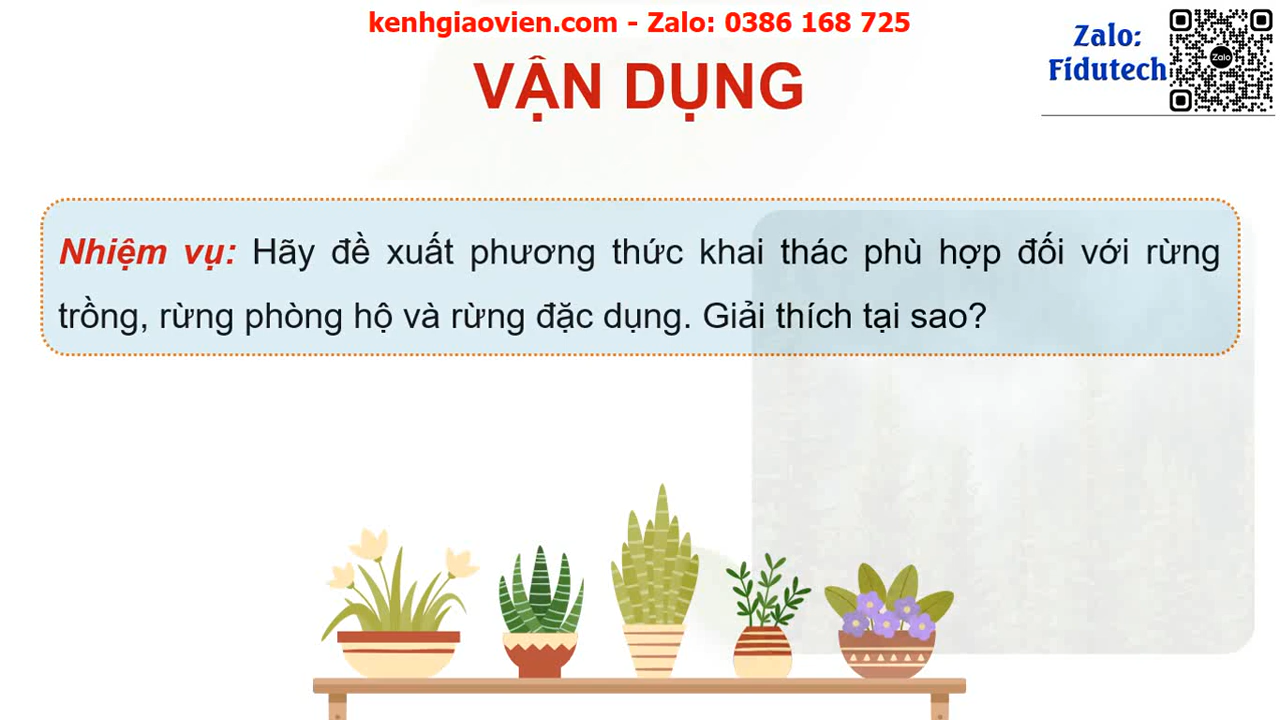 kenhgiaovien.com - Zalo: 0386 168 725
Zalo:
Fidutech
Zalo
VẬN DỤNG
Nhiệm vụ: Hãy đề xuất phương thức khai thác phù hợp đối với rừng
trồng, rừng phòng hộ và rừng đặc dụng. Giải thích tại sao?